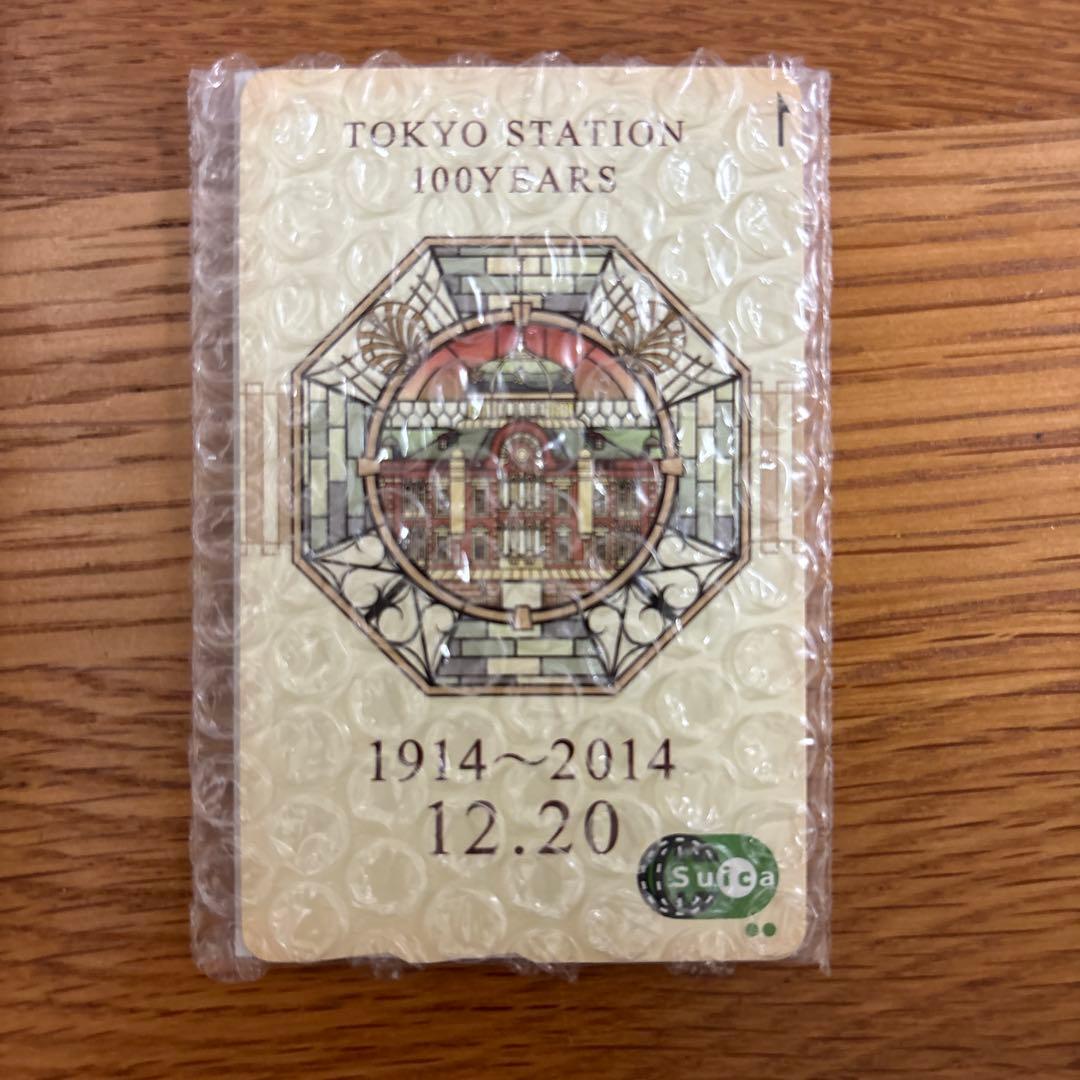 TOKYO STATION
100YEARS
1914～2014
12.20
Suica